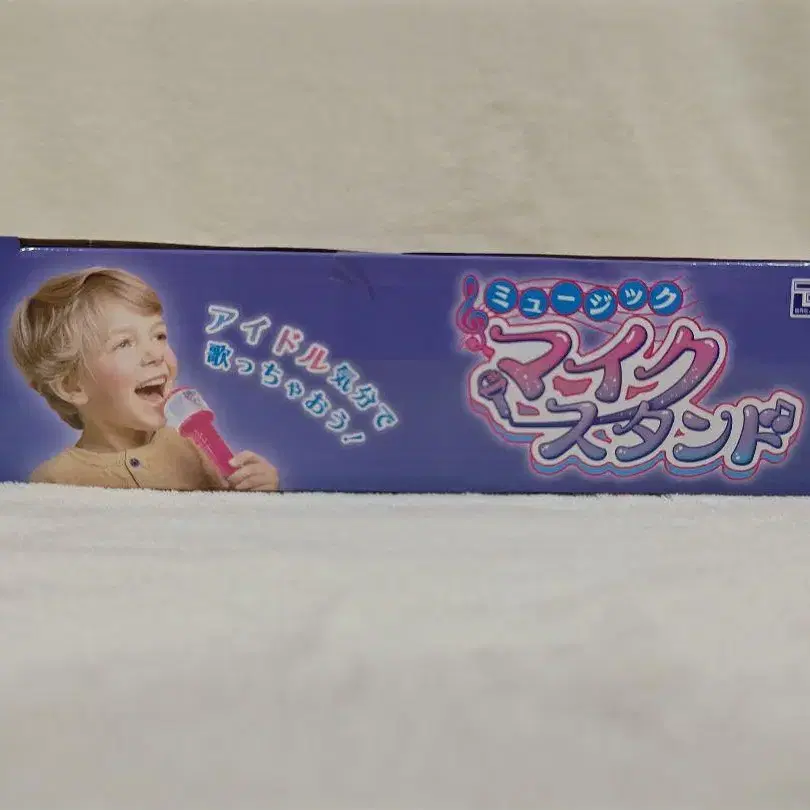 アイドル気分で
歌っちゃおう!
ミュージック
マイク
スタンド